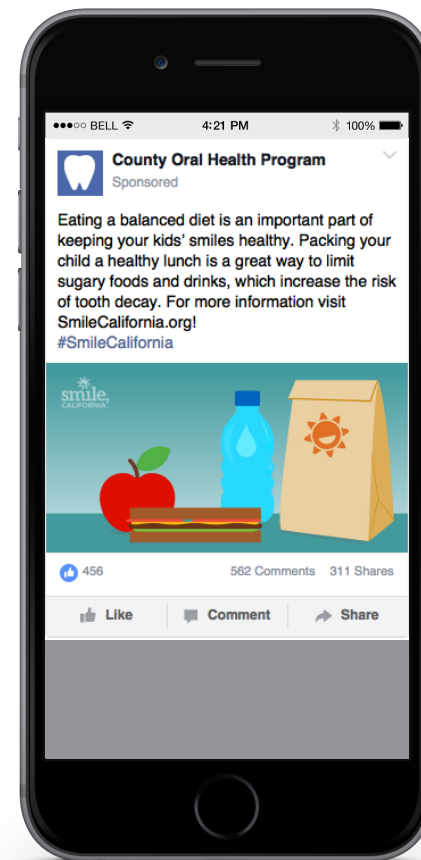 BELL 4:21 PM 100%
County Oral Health Program
Sponsored
Eating a balanced diet is an important part of
keeping your kids' smiles healthy. Packing your
child a healthy lunch is a great way to limit
sugary foods and drinks, which increase the risk
of tooth decay. For more information visit
SmileCalifornia.org!
#SmileCalifornia
smile,
CALIFORNIA
456 562 Comments 311 Shares
Like Comment Share